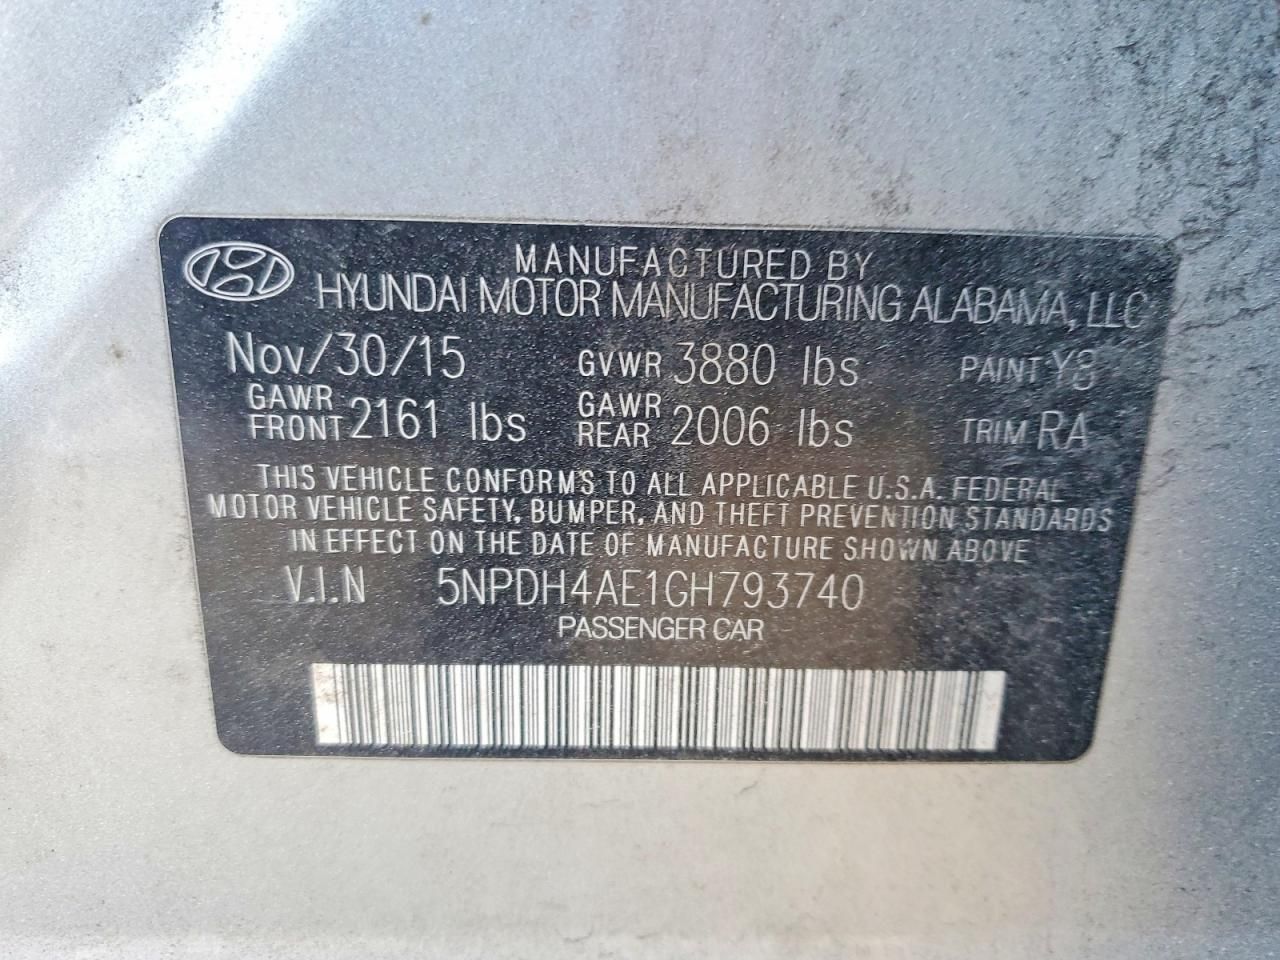 MANUFACTURED BY
HYUNDAI MOTOR MANUFACTURING ALABAMA, LLC
Nov/30/15 GVWR 3880 lbs PAINT Y3
GAWR FRONT 2161 lbs GAWR REAR 2006 lbs TRIM RA
THIS VEHICLE CONFORMS TO ALL APPLICABLE U.S.A. FEDERAL
MOTOR VEHICLE SAFETY, BUMPER, AND THEFT PREVENTION STANDARDS
IN EFFECT ON THE DATE OF MANUFACTURE SHOWN ABOVE
V.I.N 5NPDH4AE1GH793740
PASSENGER CAR